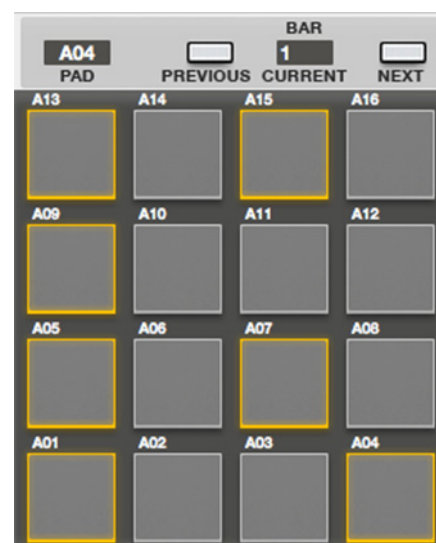 BAR
A04 1
PAD PREVIOUS CURRENT NEXT
A13 A14 A15 A16
A09 A10 A11 A12
A05 A06 A07 A08
A01 A02 A03 A04